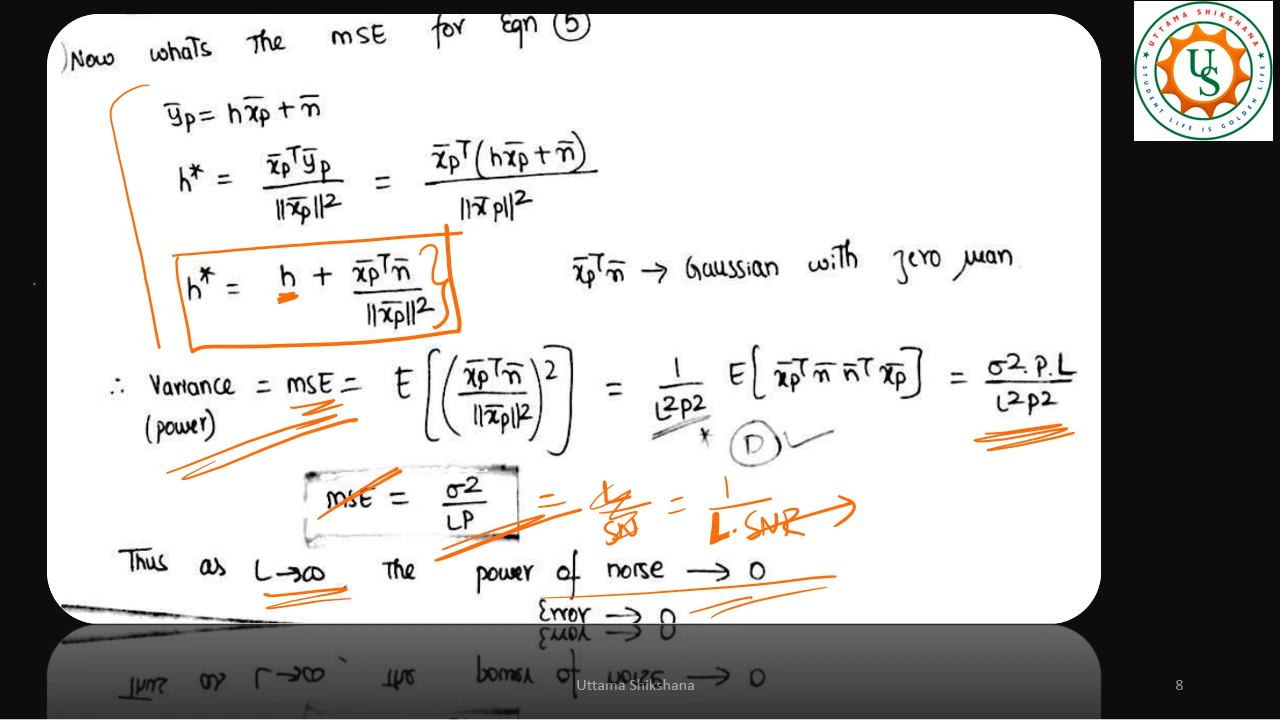 Now whats The MSE for Eqn (5)
ȳp = hx̄p + n̄
h* = x̄pᵀȳp / ||x̄p||² = x̄pᵀ(hx̄p + n̄) / ||x̄p||²
h* = h + x̄pᵀn̄ / ||x̄p||²
x̄pᵀn̄ → Gaussian with zero mean
∴ Variance = MSE = E[(x̄pᵀn̄ / ||x̄p||²)²] = 1/L²P² E[x̄pᵀn̄ n̄ᵀx̄p] = σ².P.L / L²P²
(power)
* D
MSE = σ²/LP = = 1/L.SNR
Thus as L→∞ The power of noise → 0
Error → 0
Uttama Shikshana
8
UTTAMA SHIKSHANA
US
STUDENT LIFE IS GOLDEN LIFE